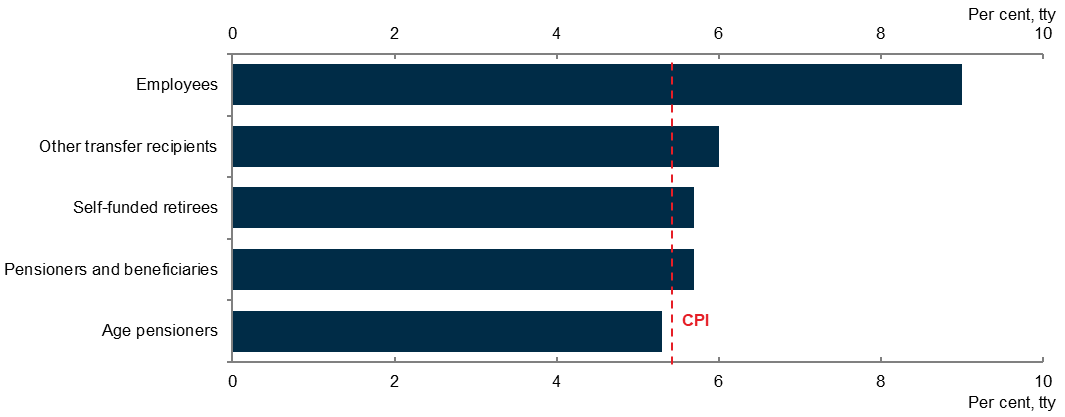 Per cent, tty
0 2 4 6 8 10
Employees
Other transfer recipients
Self-funded retirees
Pensioners and beneficiaries
Age pensioners
CPI
0 2 4 6 8 10
Per cent, tty